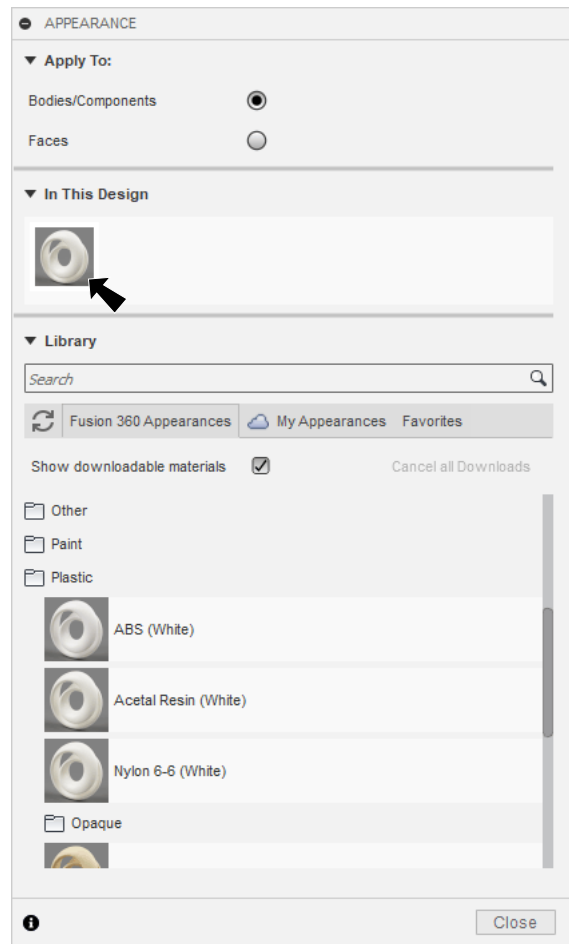 APPEARANCE
Apply To:
Bodies/Components
Faces
In This Design
Library
Search
Fusion 360 Appearances My Appearances Favorites
Show downloadable materials Cancel all Downloads
Other
Paint
Plastic
ABS (White)
Acetal Resin (White)
Nylon 6-6 (White)
Opaque
Close